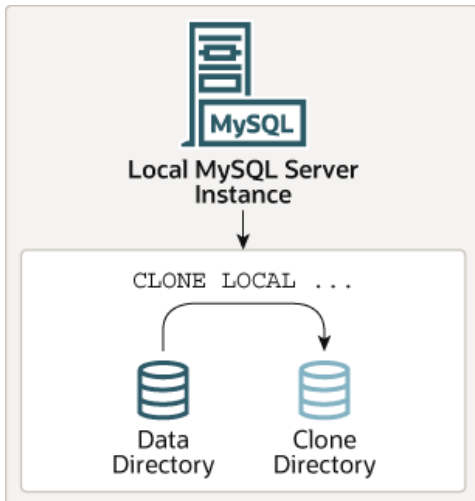 MySQL
Local MySQL Server
Instance
CLONE LOCAL ...
Data
Directory
Clone
Directory